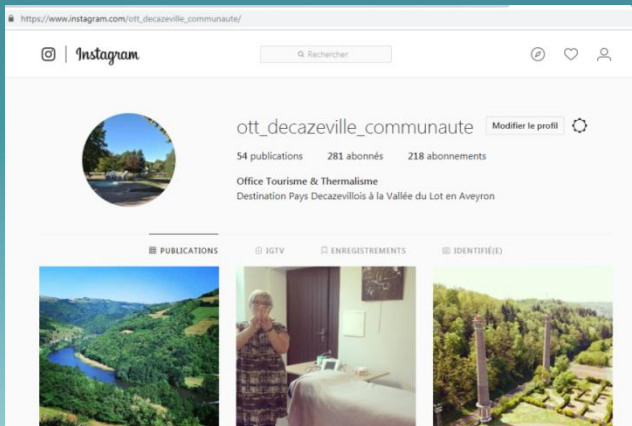 https://www.instagram.com/ott_decazeville_communaute/
Instagram
Rechercher
ott_decazeville_communaute Modifier le profil
54 publications 281 abonnés 218 abonnements
Office Tourisme & Thermalisme
Destination Pays Decazevillois à la Vallée du Lot en Aveyron
PUBLICATIONS IGTV ENREGISTREMENTS IDENTIFIÉ(E)